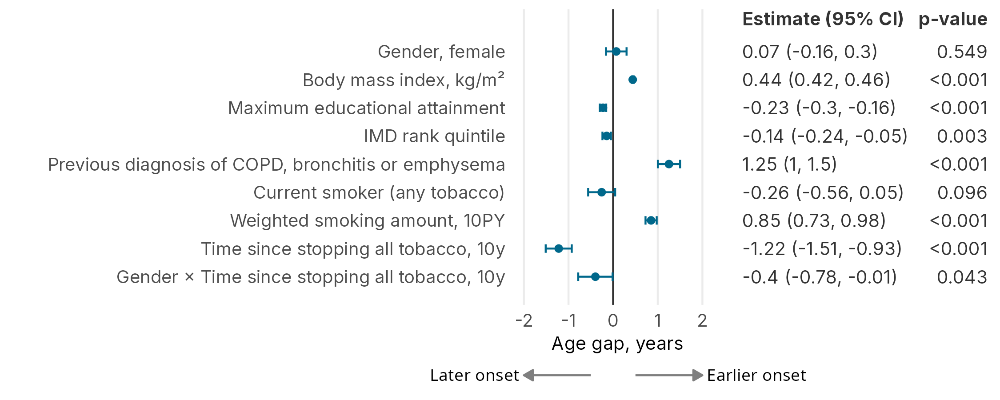 Estimate (95% CI) p-value
Gender, female 0.07 (-0.16, 0.3) 0.549
Body mass index, kg/m² 0.44 (0.42, 0.46) <0.001
Maximum educational attainment -0.23 (-0.3, -0.16) <0.001
IMD rank quintile -0.14 (-0.24, -0.05) 0.003
Previous diagnosis of COPD, bronchitis or emphysema 1.25 (1, 1.5) <0.001
Current smoker (any tobacco) -0.26 (-0.56, 0.05) 0.096
Weighted smoking amount, 10PY 0.85 (0.73, 0.98) <0.001
Time since stopping all tobacco, 10y -1.22 (-1.51, -0.93) <0.001
Gender × Time since stopping all tobacco, 10y -0.4 (-0.78, -0.01) 0.043
-2 -1 0 1 2
Age gap, years
Later onset Earlier onset